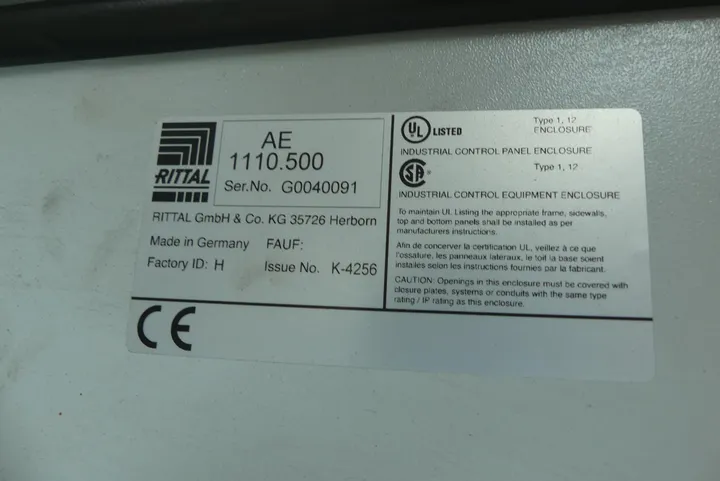 RITTAL
AE
1110.500
Ser.No. G0040091
RITTAL GmbH & Co. KG 35726 Herborn
Made in Germany FAUF:
Factory ID: H Issue No. K-4256
CE
UL LISTED
Type 1, 12
ENCLOSURE
INDUSTRIAL CONTROL PANEL ENCLOSURE
SA
Type 1, 12
INDUSTRIAL CONTROL EQUIPMENT ENCLOSURE
To maintain UL Listing the appropriate frame, sidewalls,
top and bottom panels shall be installed as per
manufacturers instructions.
Afin de concerver la certification UL, veillez à ce que
l'ossature, les panneaux lateraux, le toit la base soient
installés selon les instructions fournies par la fabricant.
CAUTION: Openings in this enclosure must be covered with
closure plates, systems or conduits with the same type
rating / IP rating as this enclosure.